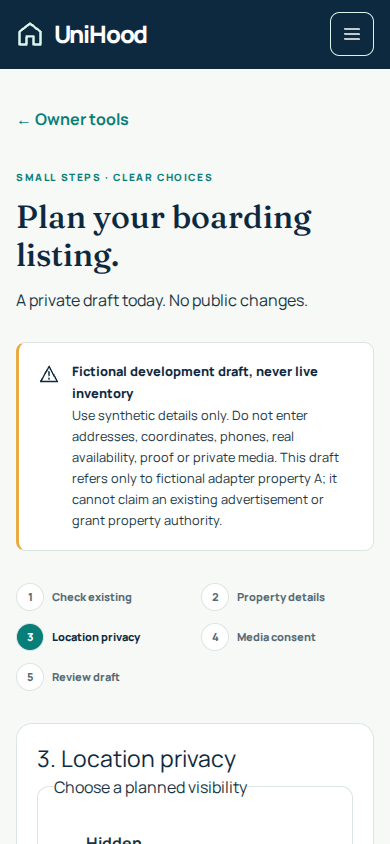 UniHood
← Owner tools
SMALL STEPS · CLEAR CHOICES
Plan your boarding
listing.
A private draft today. No public changes.
Fictional development draft, never live
inventory
Use synthetic details only. Do not enter
addresses, coordinates, phones, real
availability, proof or private media. This draft
refers only to fictional adapter property A; it
cannot claim an existing advertisement or
grant property authority.
1 Check existing
2 Property details
3 Location privacy
4 Media consent
5 Review draft
3. Location privacy
Choose a planned visibility
Hidden